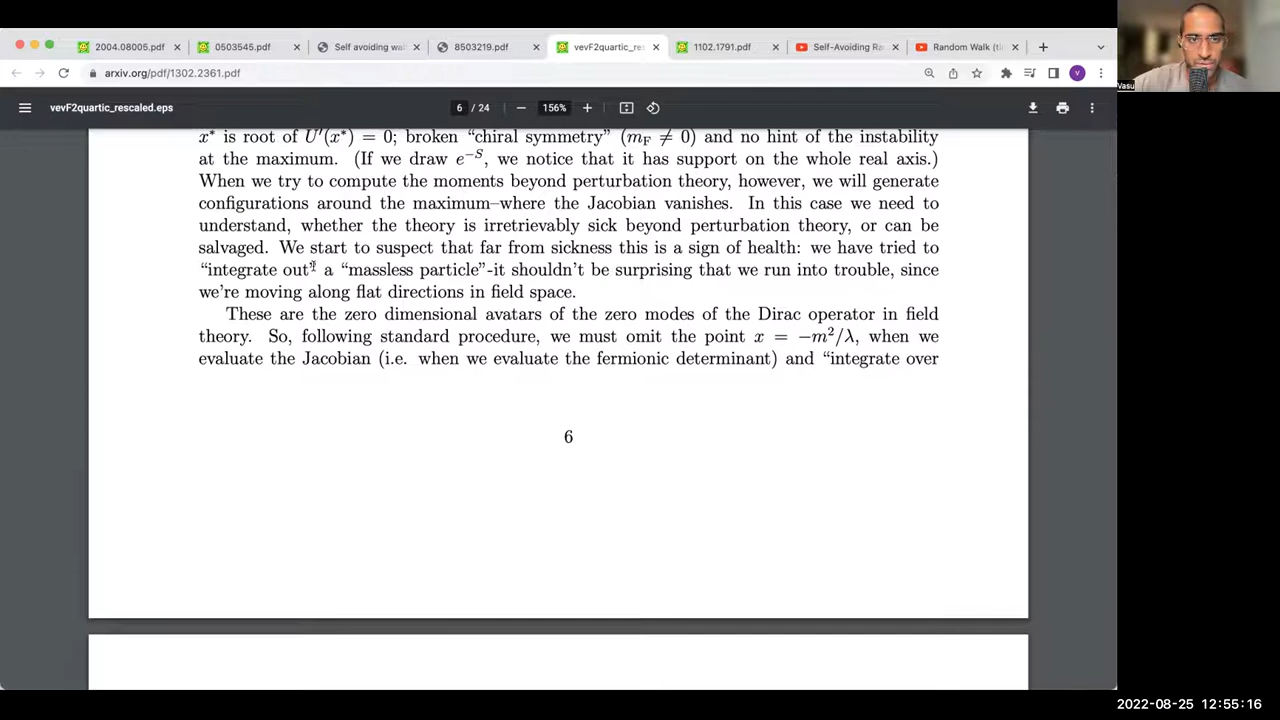 2004.08005.pdf
0503545.pdf
Self avoiding wa
8503219.pdf
vevF2quartic_res
1102.1791.pdf
Self-Avoiding Ra
Random Walk (ti
arxiv.org/pdf/1302.2361.pdf
V
Vasu
vevF2quartic_rescaled.eps
6 / 24
156%
x* is root of U′(x*) = 0; broken “chiral symmetry” (mF ≠ 0) and no hint of the instability
at the maximum. (If we draw e−S, we notice that it has support on the whole real axis.)
When we try to compute the moments beyond perturbation theory, however, we will generate
configurations around the maximum–where the Jacobian vanishes. In this case we need to
understand, whether the theory is irretrievably sick beyond perturbation theory, or can be
salvaged. We start to suspect that far from sickness this is a sign of health: we have tried to
“integrate out” a “massless particle”-it shouldn’t be surprising that we run into trouble, since
we’re moving along flat directions in field space.
These are the zero dimensional avatars of the zero modes of the Dirac operator in field
theory. So, following standard procedure, we must omit the point x = −m²/λ, when we
evaluate the Jacobian (i.e. when we evaluate the fermionic determinant) and “integrate over
6
2022-08-25 12:55:16